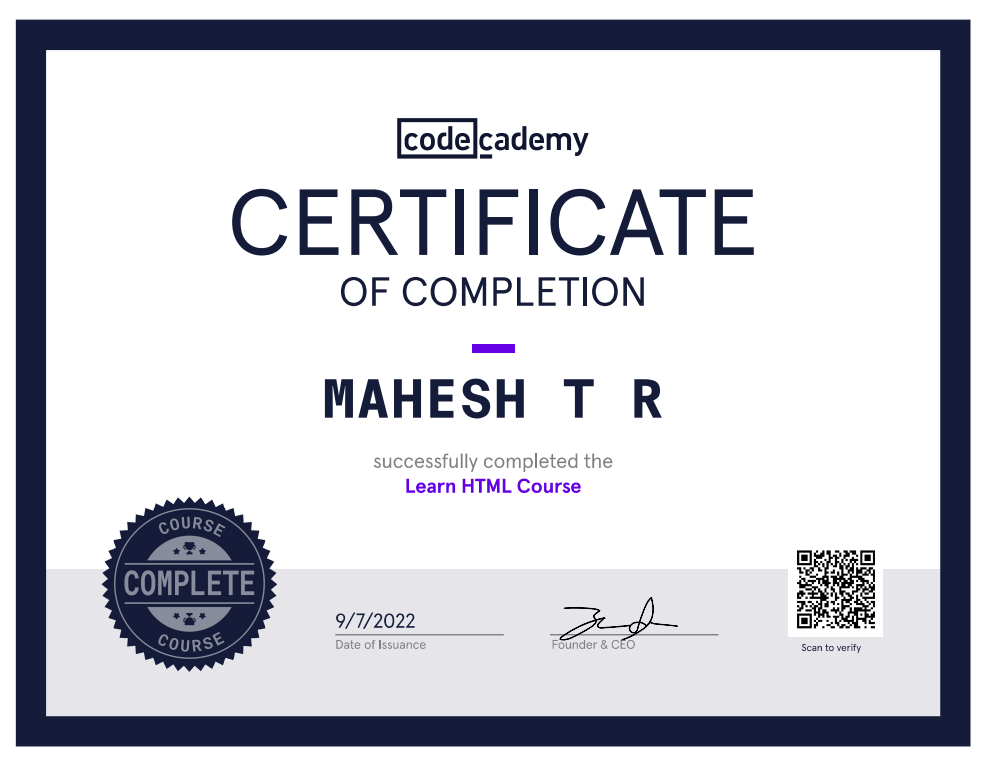 codecademy
CERTIFICATE
OF COMPLETION
MAHESH T R
successfully completed the
Learn HTML Course
COURSE
COMPLETE
COURSE
9/7/2022
Date of Issuance
Founder & CEO
Scan to verify